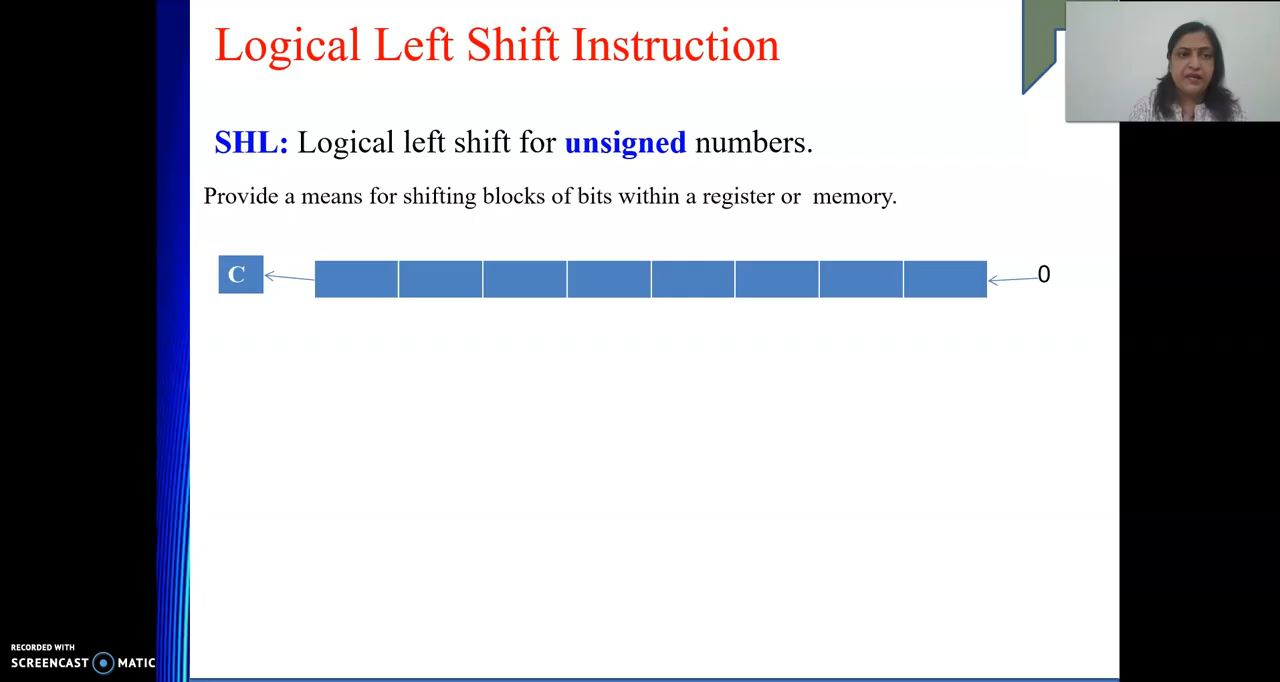 Logical Left Shift Instruction
SHL: Logical left shift for unsigned numbers.
Provide a means for shifting blocks of bits within a register or memory.
C
0
RECORDED WITH
SCREENCAST MATIC